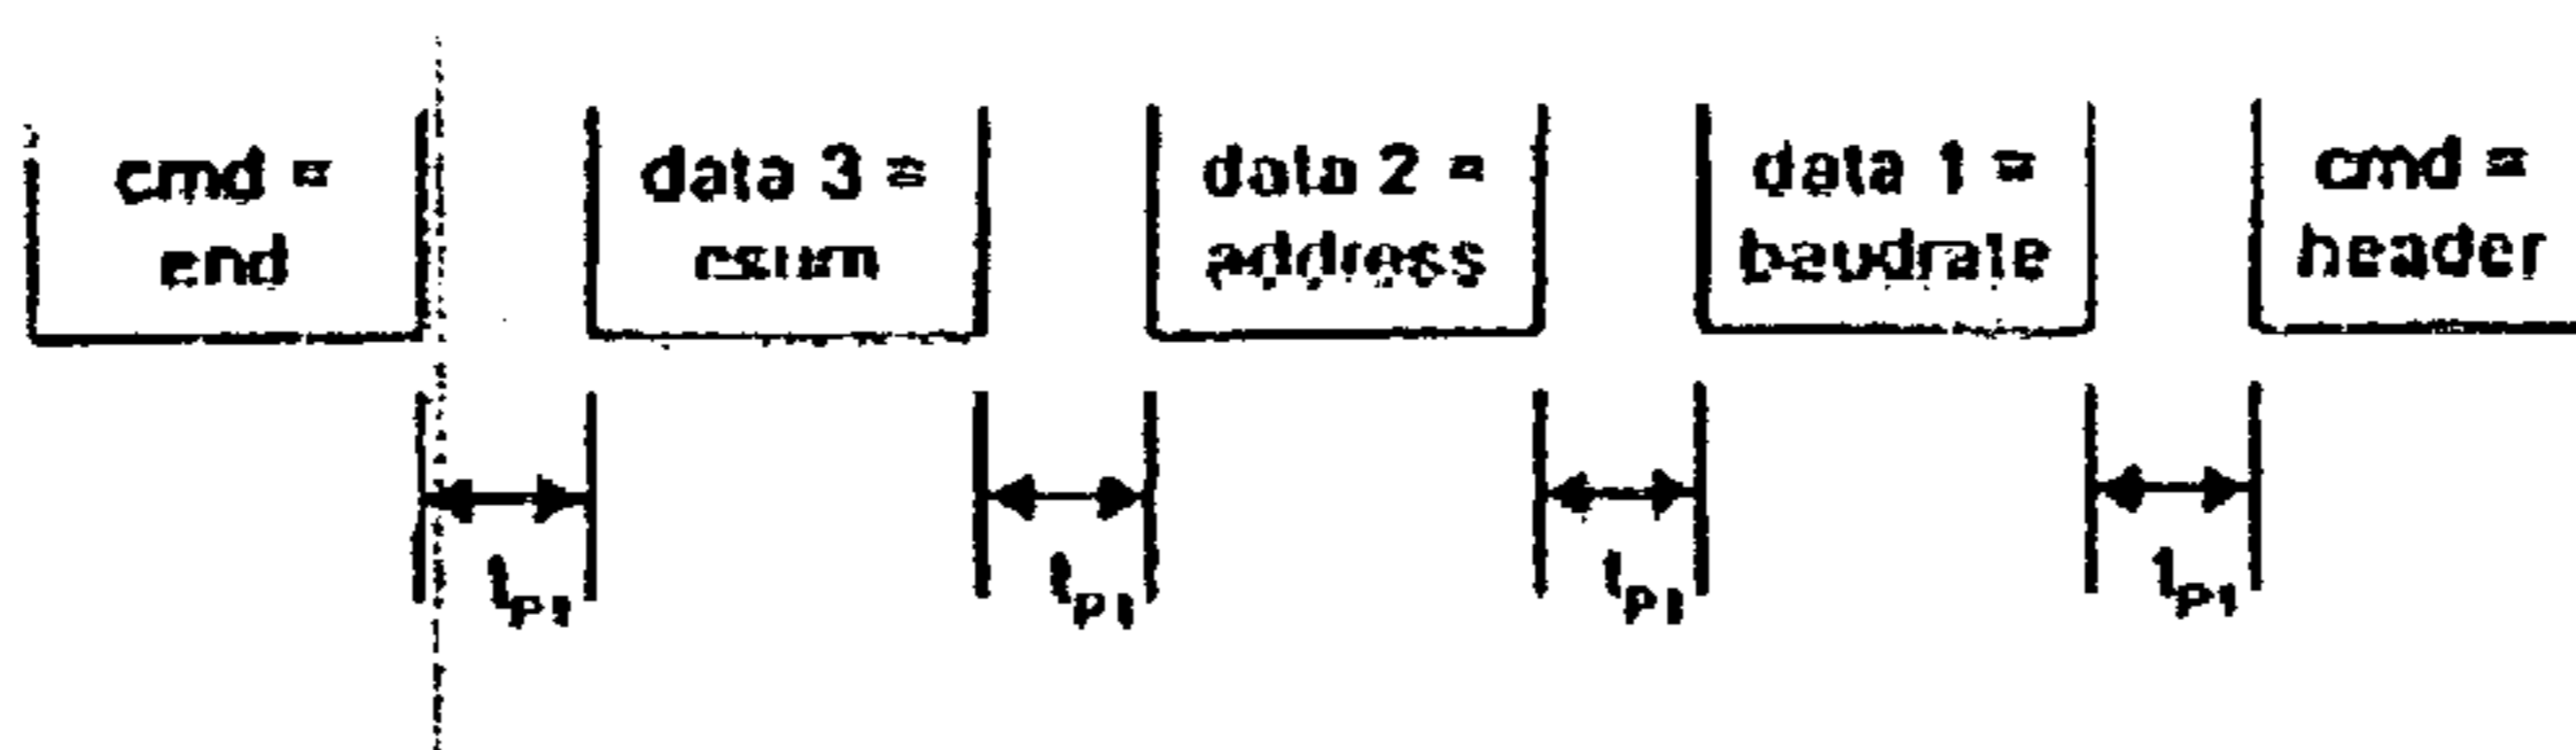 cmd =
end
data 3 =
csum
data 2 =
address
data 1 =
baudrate
cmd =
header
tP1
tP1
tP1
tP1